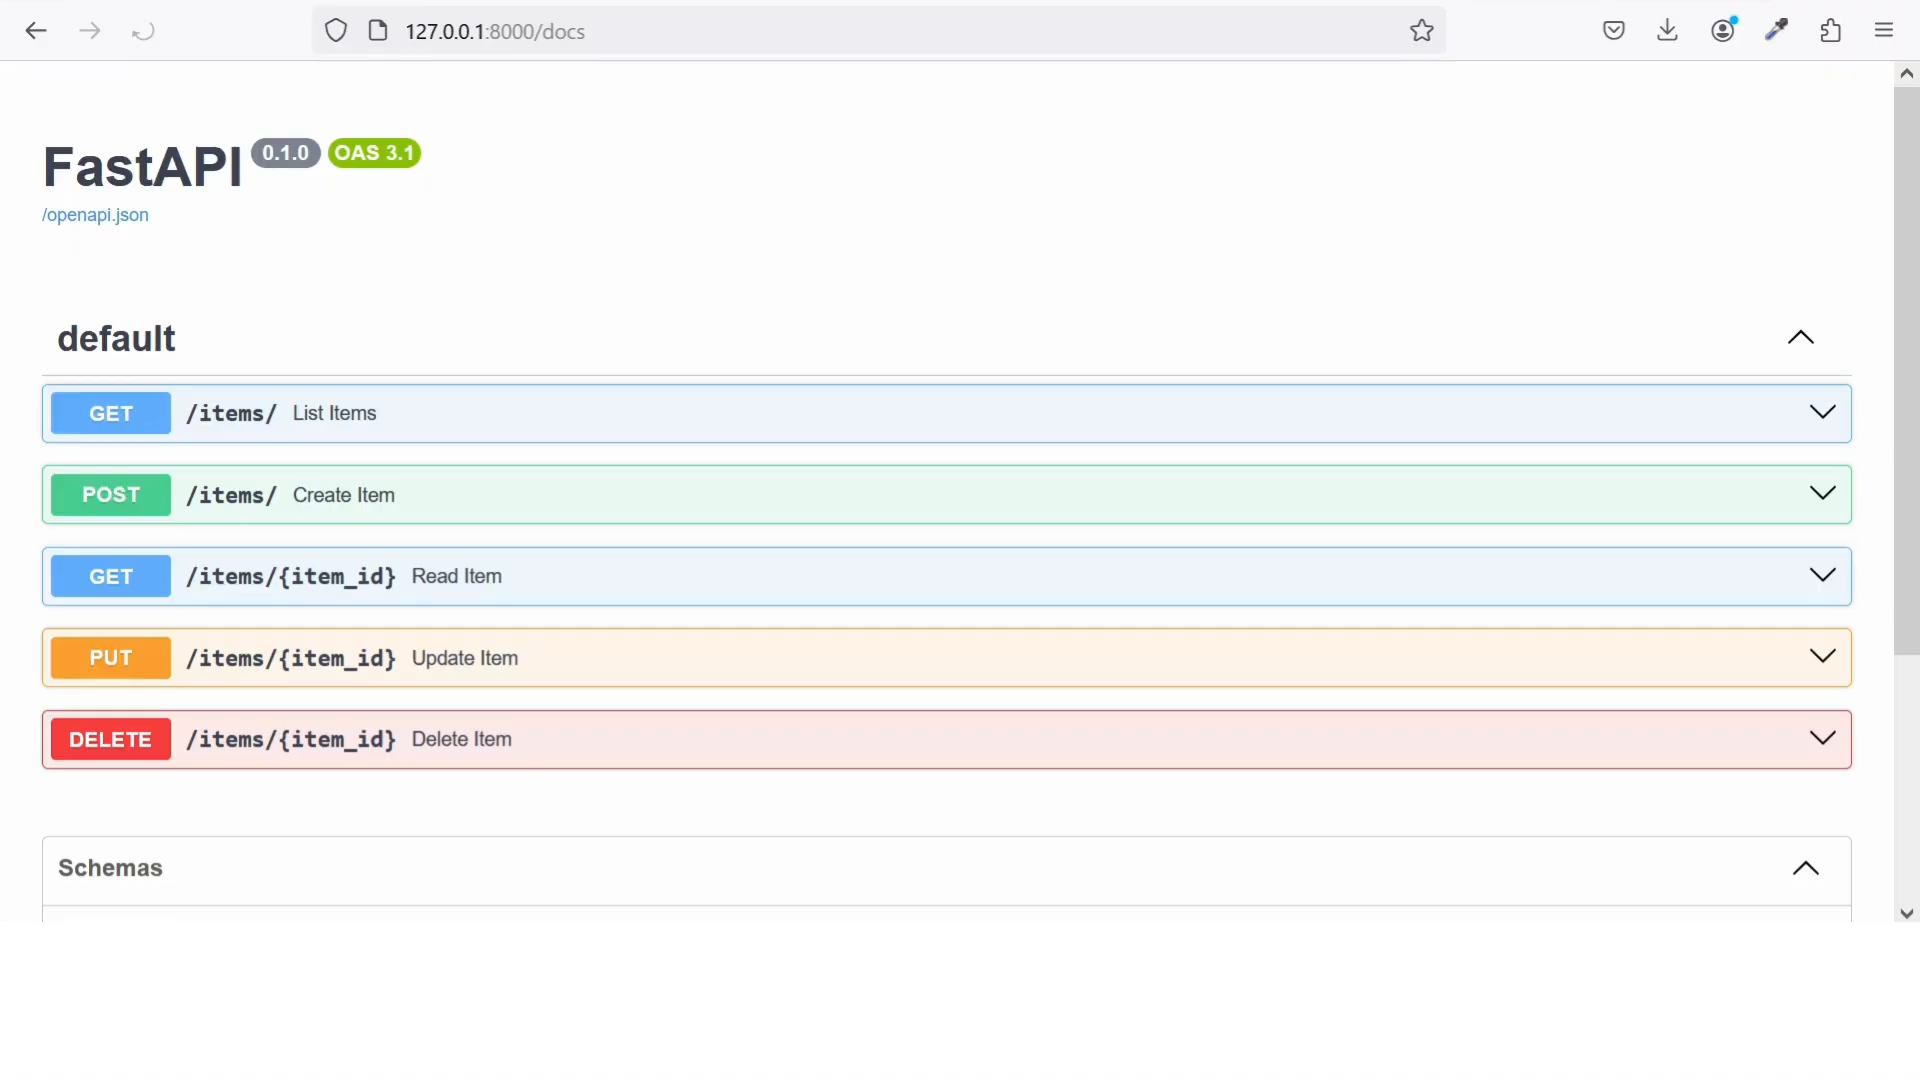 127.0.0.1:8000/docs
FastAPI 0.1.0 OAS 3.1
/openapi.json
default
GET /items/ List Items
POST /items/ Create Item
GET /items/{item_id} Read Item
PUT /items/{item_id} Update Item
DELETE /items/{item_id} Delete Item
Schemas